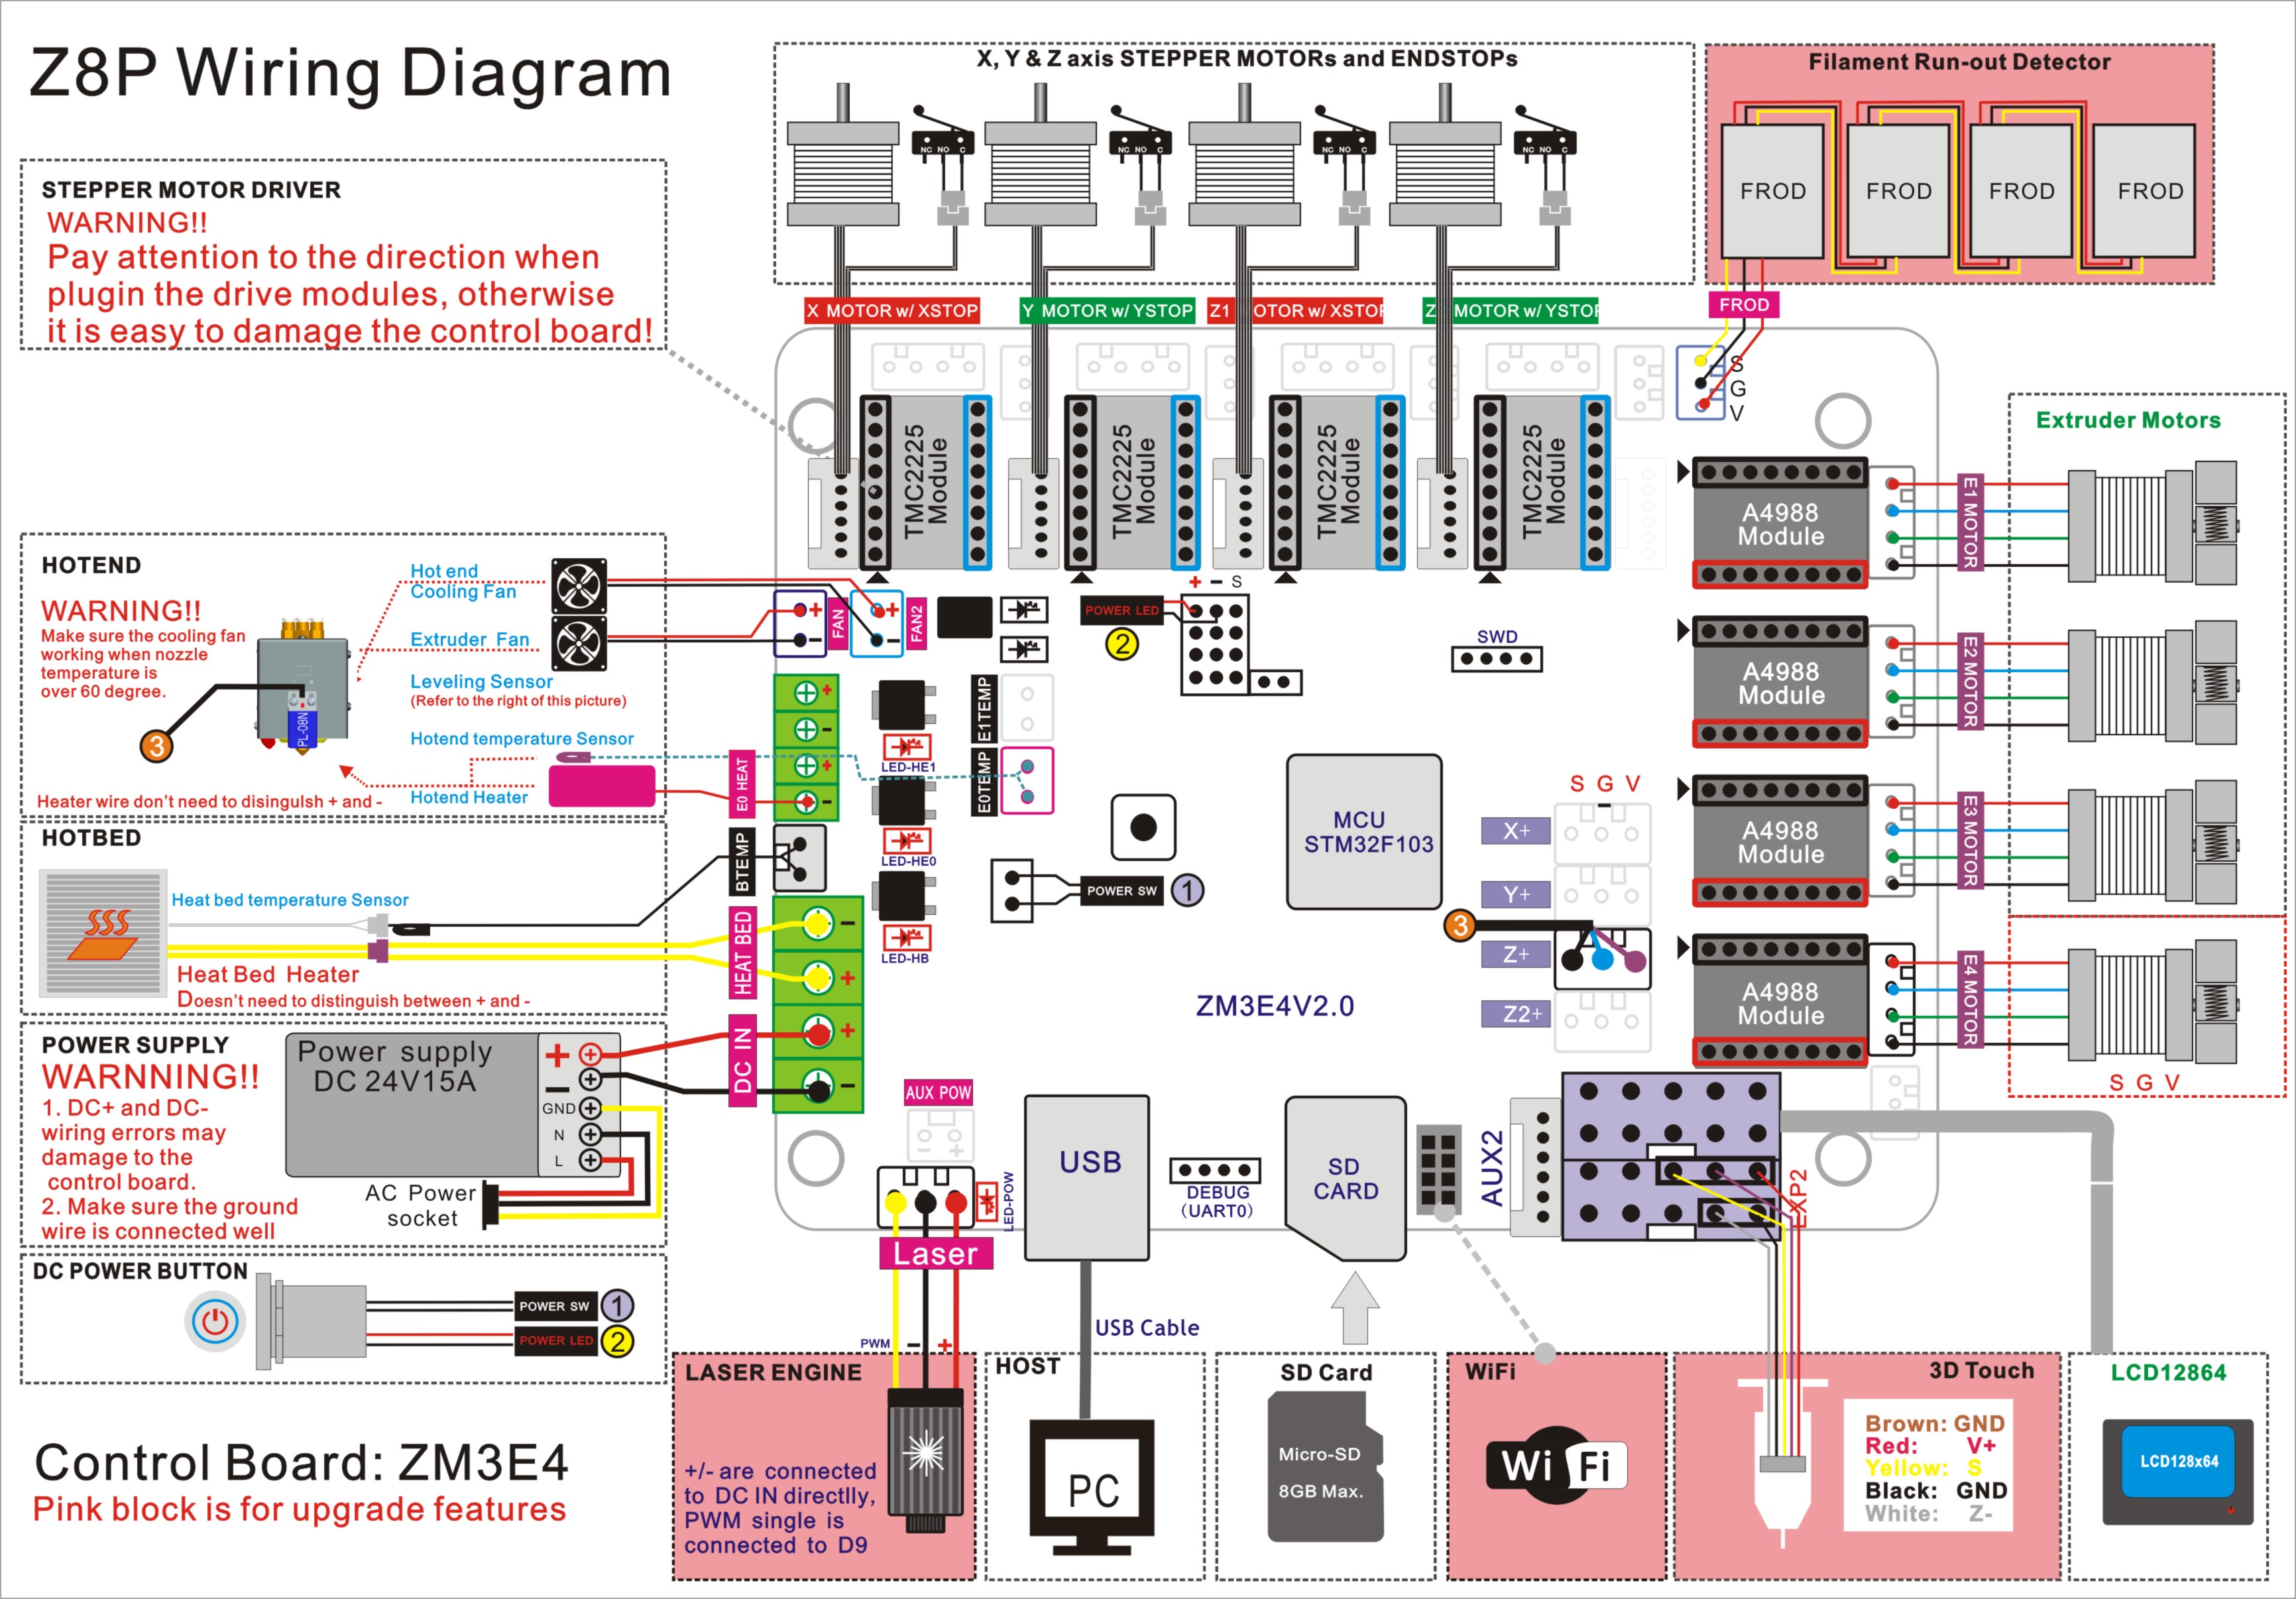 Z8P Wiring Diagram
STEPPER MOTOR DRIVER
WARNING!!
Pay attention to the direction when
plugin the drive modules, otherwise
it is easy to damage the control board!
X, Y & Z axis STEPPER MOTORs and ENDSTOPs
NC NO C
NC NO C
NC NO C
NC NO C
X MOTOR w/ XSTOP
Y MOTOR w/ YSTOP
Z1 OTOR w/ XSTOP
Z MOTOR w/ YSTOP
Filament Run-out Detector
FROD
FROD
FROD
FROD
FROD
S
G
V
TMC2225
Module
TMC2225
Module
TMC2225
Module
TMC2225
Module
Extruder Motors
A4988
Module
E1 MOTOR
A4988
Module
E2 MOTOR
A4988
Module
E3 MOTOR
A4988
Module
E4 MOTOR
S G V
HOTEND
WARNING!!
Make sure the cooling fan
working when nozzle
temperature is
over 60 degree.
3
PL-08N
Hot end
Cooling Fan
Extruder Fan
Leveling Sensor
(Refer to the right of this picture)
Hotend temperature Sensor
Hotend Heater
Heater wire don't need to disingulsh + and -
+
-
FAN
+
-
FAN2
+ - S
POWER LED
2
SWD
+
-
+
-
E0 HEAT
LED-HE1
E1TEMP
E0TEMP
LED-HE0
BTEMP
LED-HB
POWER SW
1
MCU
STM32F103
S G V
X+
Y+
3
Z+
Z2+
ZM3E4V2.0
HOTBED
Heat bed temperature Sensor
Heat Bed Heater
Doesn't need to distinguish between + and -
HEAT BED
-
+
DC IN
+
-
POWER SUPPLY
WARNNING!!
1. DC+ and DC-
wiring errors may
damage to the
control board.
2. Make sure the ground
wire is connected well
Power supply
DC 24V15A
+
-
GND
N
L
AC Power
socket
AUX POW
- +
LED-POW
Laser
PWM - +
USB
DEBUG
(UART0)
SD
CARD
AUX2
EXP2
USB Cable
DC POWER BUTTON
POWER SW
1
POWER LED
2
Control Board: ZM3E4
Pink block is for upgrade features
LASER ENGINE
+/- are connected
to DC IN directlly,
PWM single is
connected to D9
HOST
PC
SD Card
Micro-SD
8GB Max.
WiFi
Wi Fi
3D Touch
Brown: GND
Red: V+
Yellow: S
Black: GND
White: Z-
LCD12864
LCD128x64